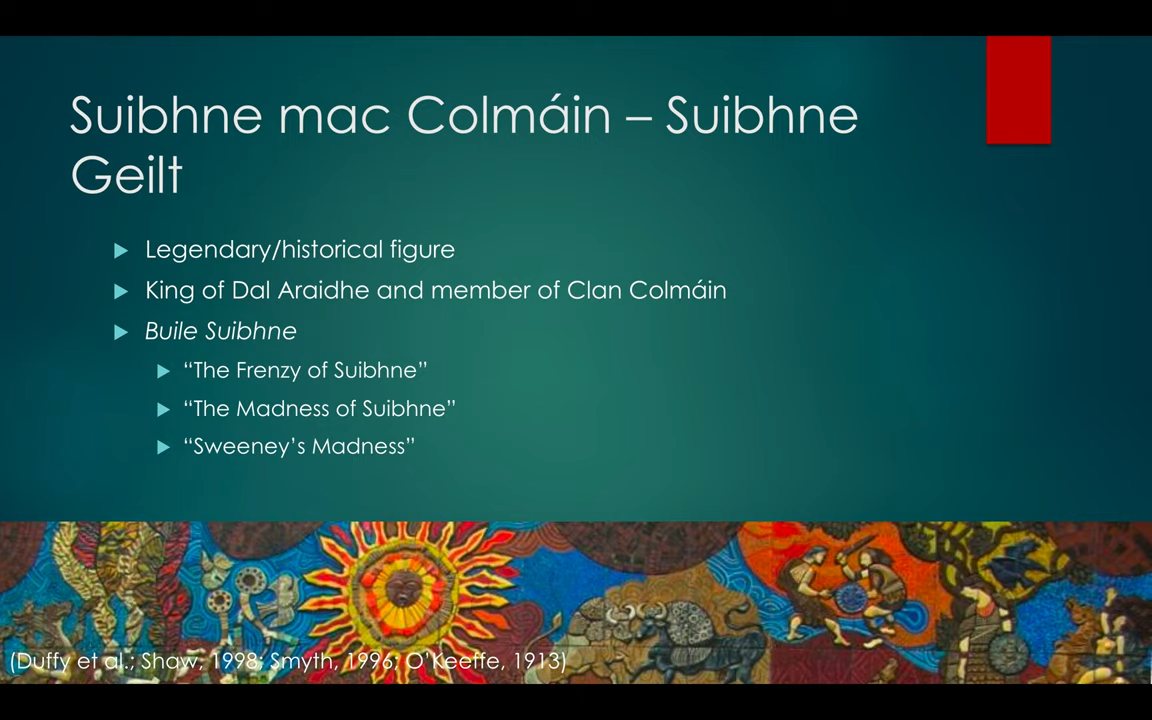 Suibhne mac Colmáin – Suibhne
Geilt
Legendary/historical figure
King of Dal Araidhe and member of Clan Colmáin
Buile Suibhne
“The Frenzy of Suibhne”
“The Madness of Suibhne”
“Sweeney’s Madness”
(Duffy et al.; Shaw, 1998; Smyth, 1996; O’Keeffe, 1913)